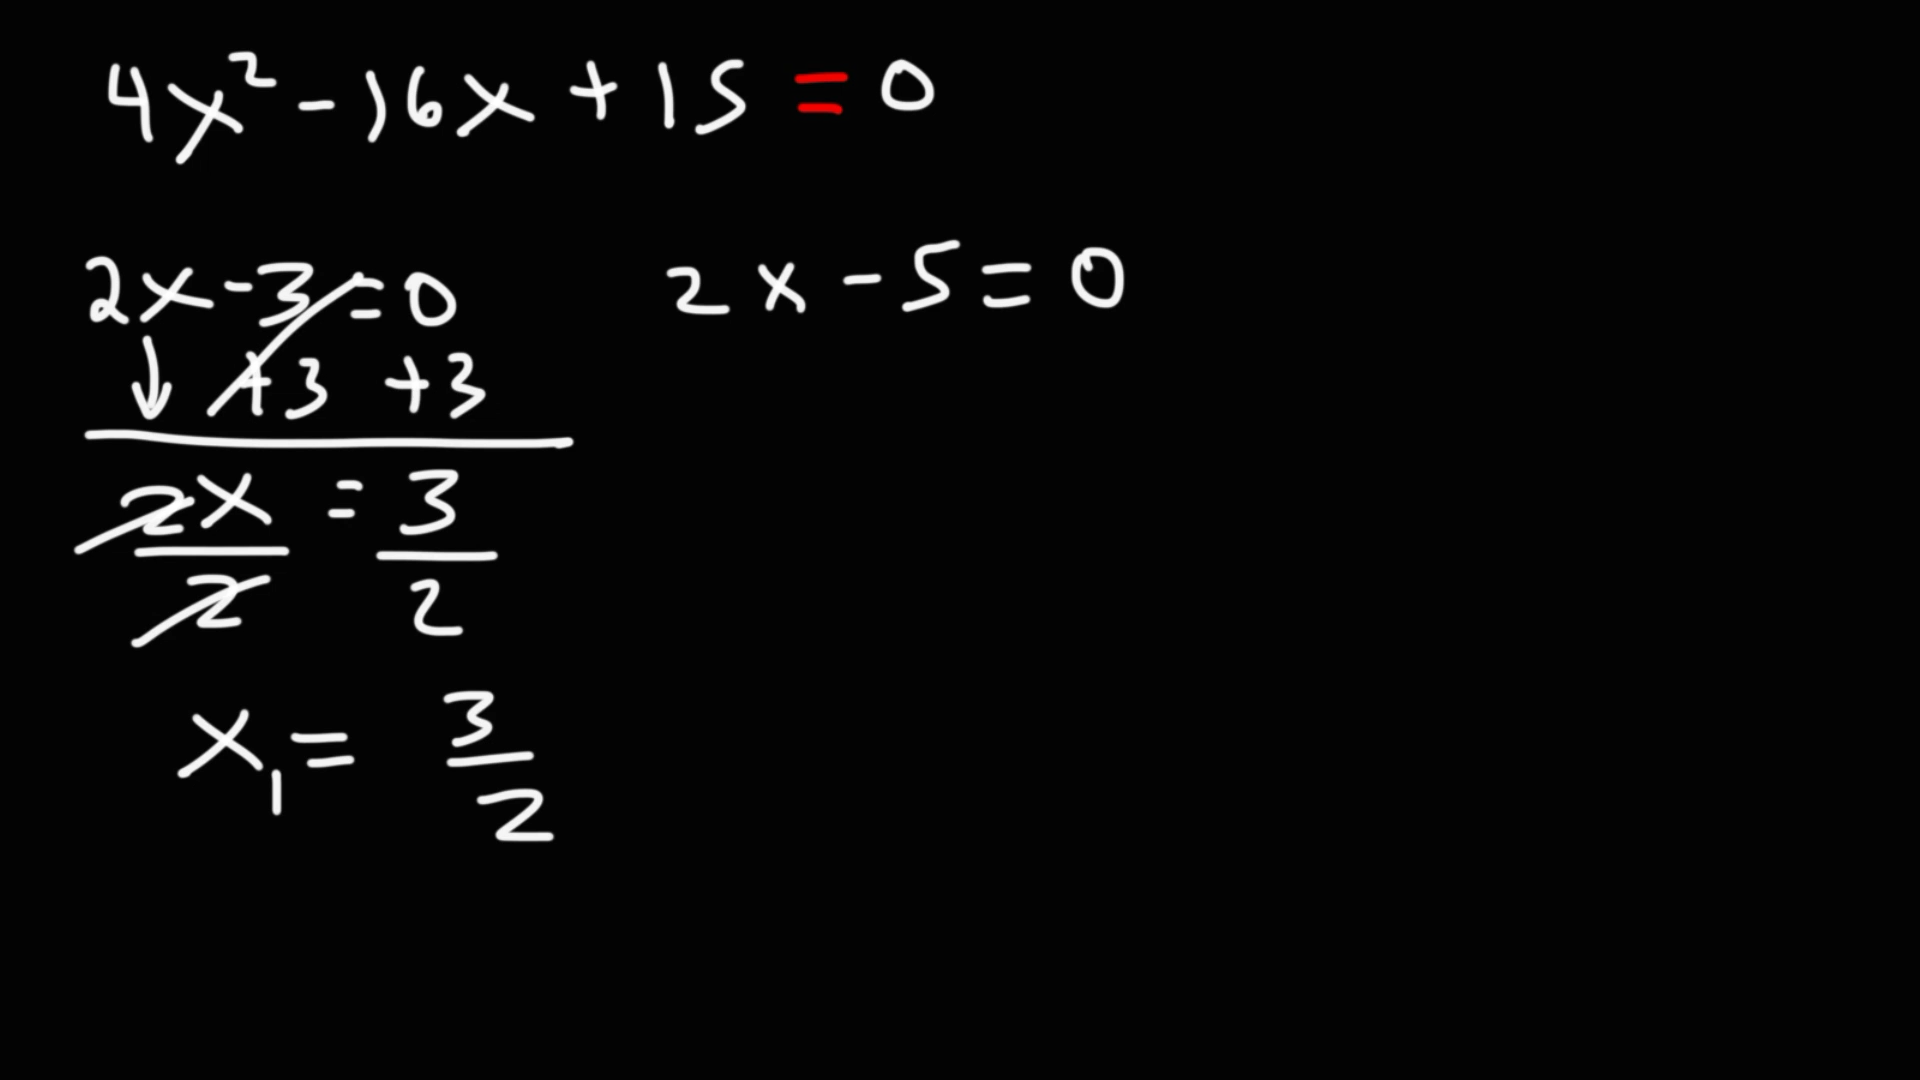 4x² - 16x + 15 = 0
2x - 3 = 0
+3 +3
2x = 3
2 2
x₁ = 3
2
2x - 5 = 0